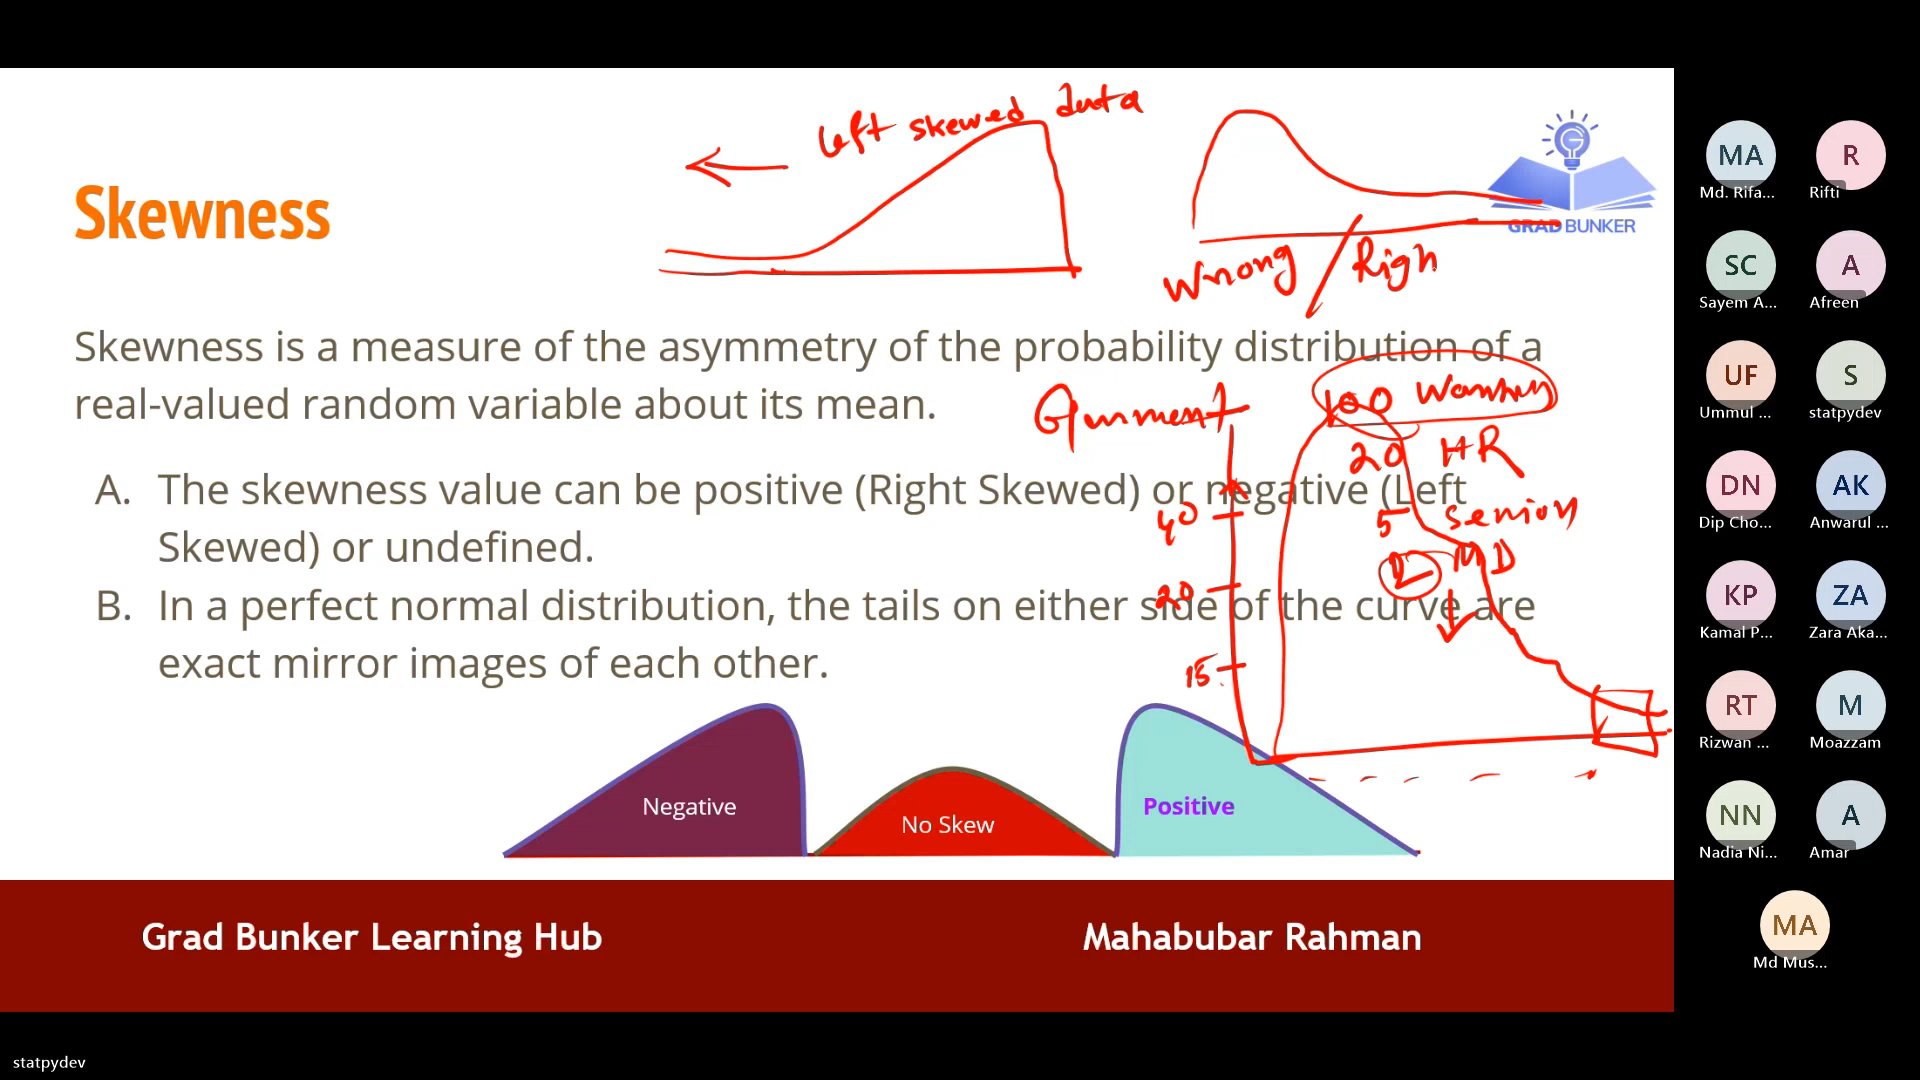 left skewed data
Skewness
GRAD BUNKER
Wrong / Righ
Skewness is a measure of the asymmetry of the probability distribution of a
real-valued random variable about its mean.
100
20 HR
A. The skewness value can be positive (Right Skewed) or negative (Left
Skewed) or undefined.
40
5 Senior
2 MD
B. In a perfect normal distribution, the tails on either side of the curve are
exact mirror images of each other.
20
15
Negative
No Skew
Positive
Grad Bunker Learning Hub
Mahabubar Rahman
statpydev
MA
Md. Rifa...
R
Rifti
SC
Sayem A...
A
Afreen
UF
Ummul ...
S
statpydev
DN
Dip Cho...
AK
Anwarul ...
KP
Kamal P...
ZA
Zara Aka...
RT
Rizwan ...
M
Moazzam
NN
Nadia Ni...
A
Amar
MA
Md Mus...